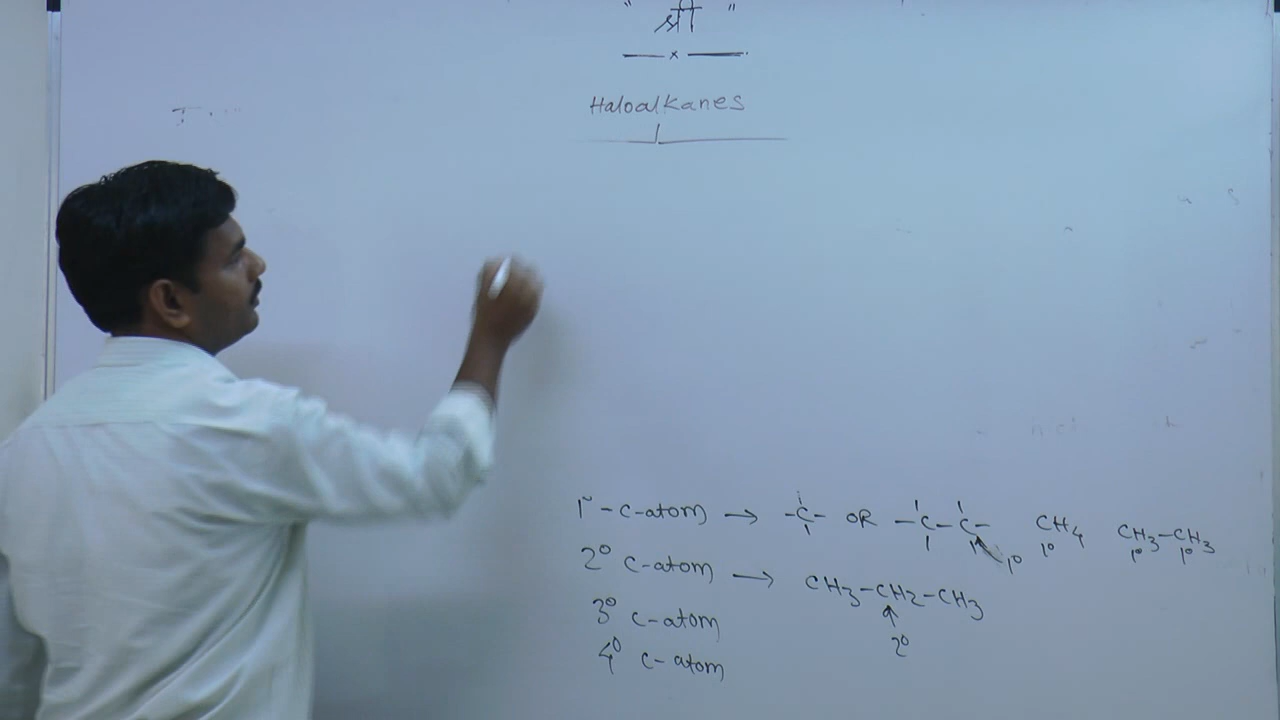 " श्री "
Haloalkanes
1° - C-atom → -C- OR -C-C- 1° CH4 1° CH3-CH3 1° 1°
2° C-atom → CH3-CH2-CH3
2°
3° C-atom
4° C-atom